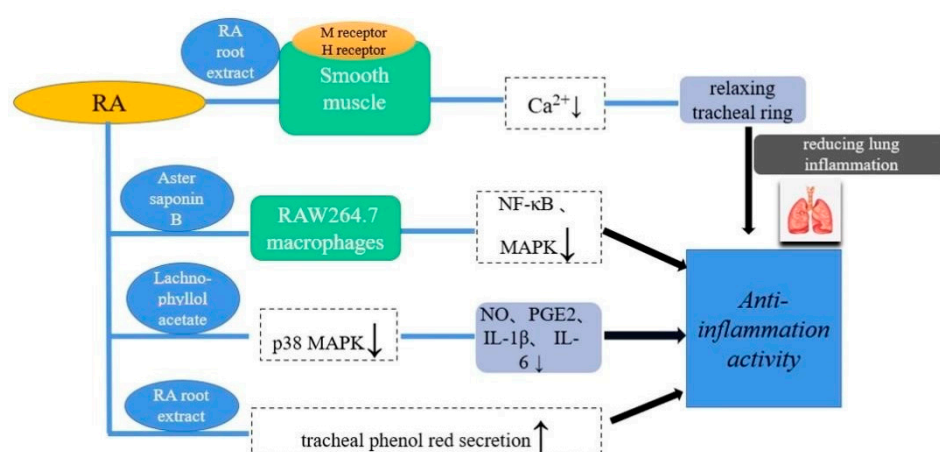 RA
root
extract
M receptor
H receptor
Smooth
muscle
RA
Ca²⁺↓
relaxing
tracheal ring
reducing lung
inflammation
Aster
saponin
B
RAW264.7
macrophages
NF-κB 、
MAPK↓
Lachno-
phyllol
acetate
p38 MAPK↓
NO、PGE2、
IL-1β、 IL-
6 ↓
Anti-
inflammation
activity
RA root
extract
tracheal phenol red secretion↑